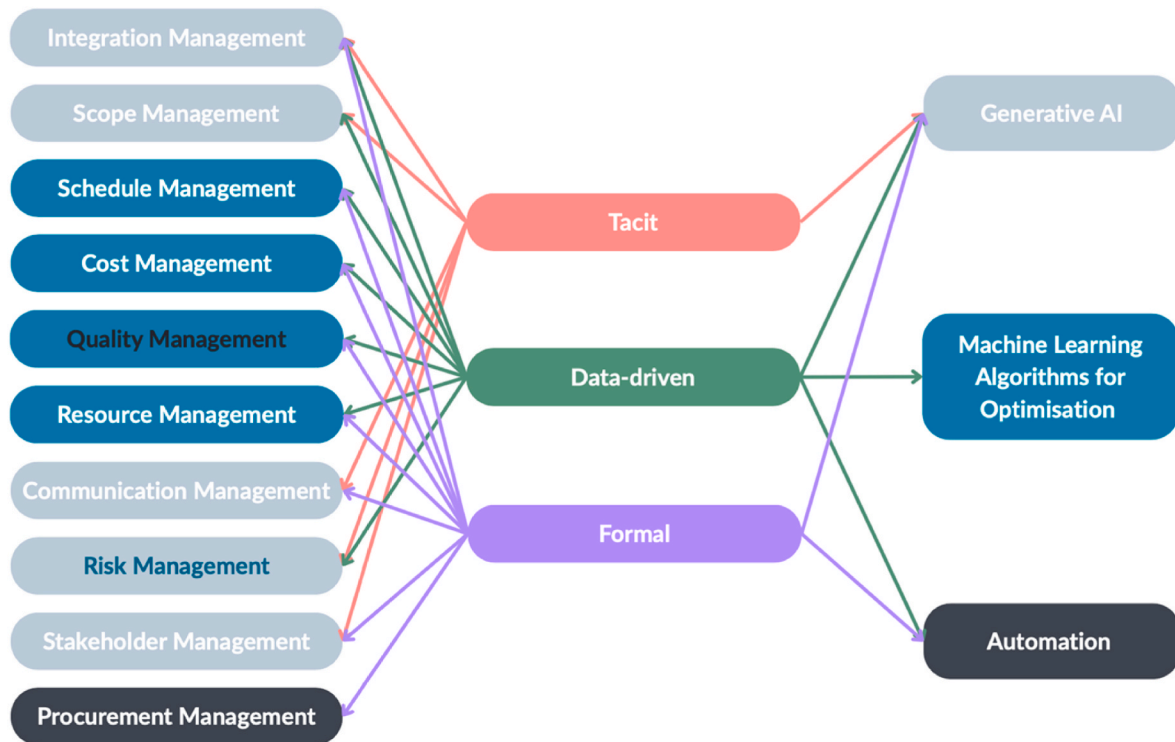 Integration Management
Scope Management
Schedule Management
Cost Management
Quality Management
Resource Management
Communication Management
Risk Management
Stakeholder Management
Procurement Management
Tacit
Data-driven
Formal
Generative AI
Machine Learning
Algorithms for
Optimisation
Automation